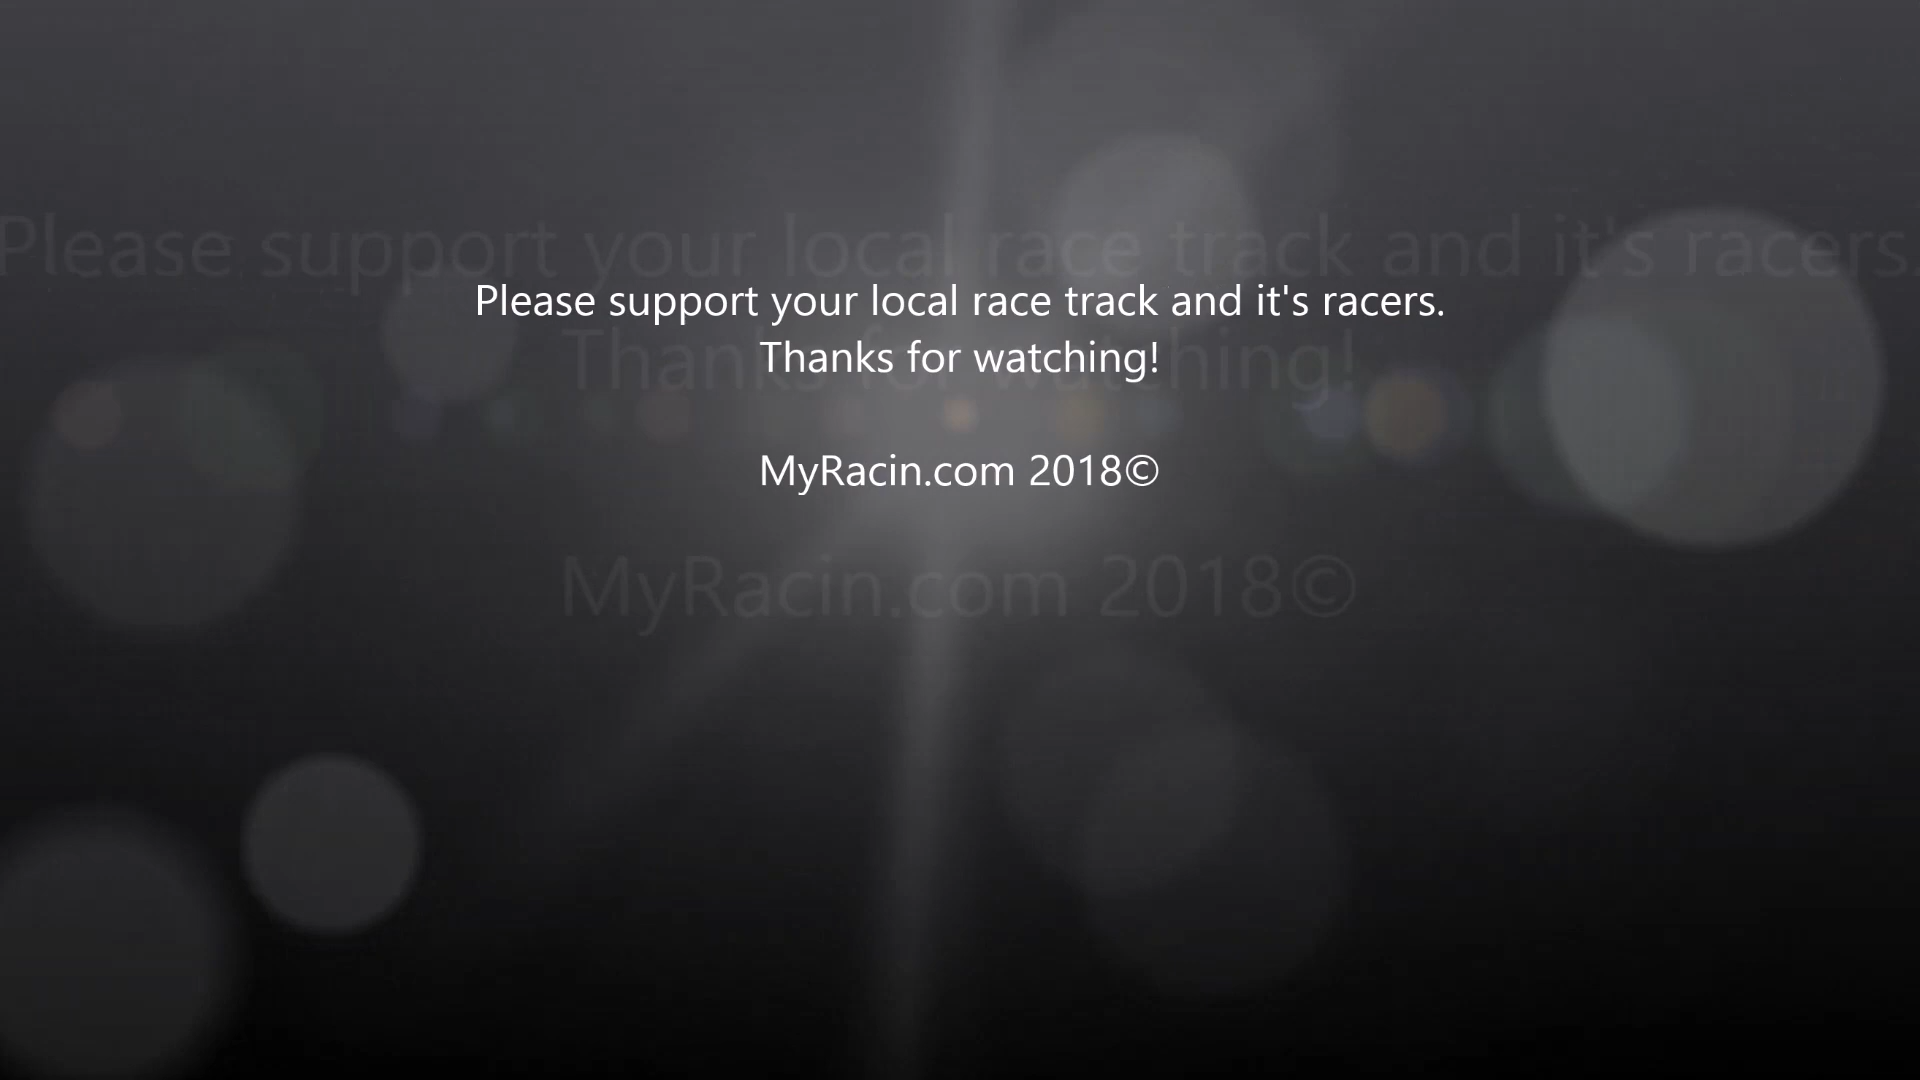 Please support your local race track and it's racers.
Thanks for watching!
MyRacin.com 2018©